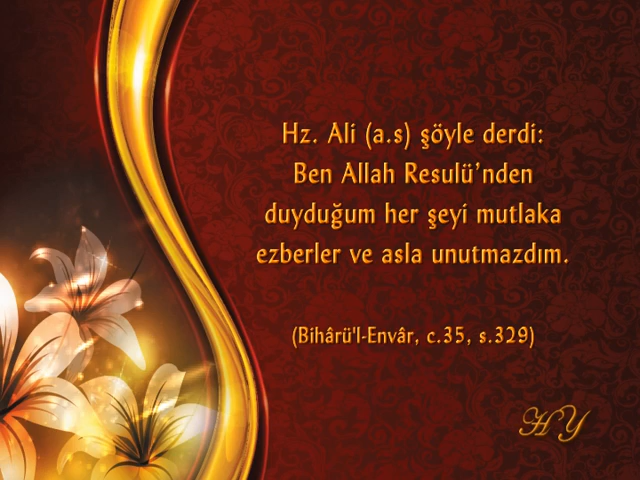 Hz. Ali (a.s) şöyle derdi:
Ben Allah Resulü’nden
duyduğum her şeyi mutlaka
ezberler ve asla unutmazdım.
(Bihârü'l-Envâr, c.35, s.329)
HY